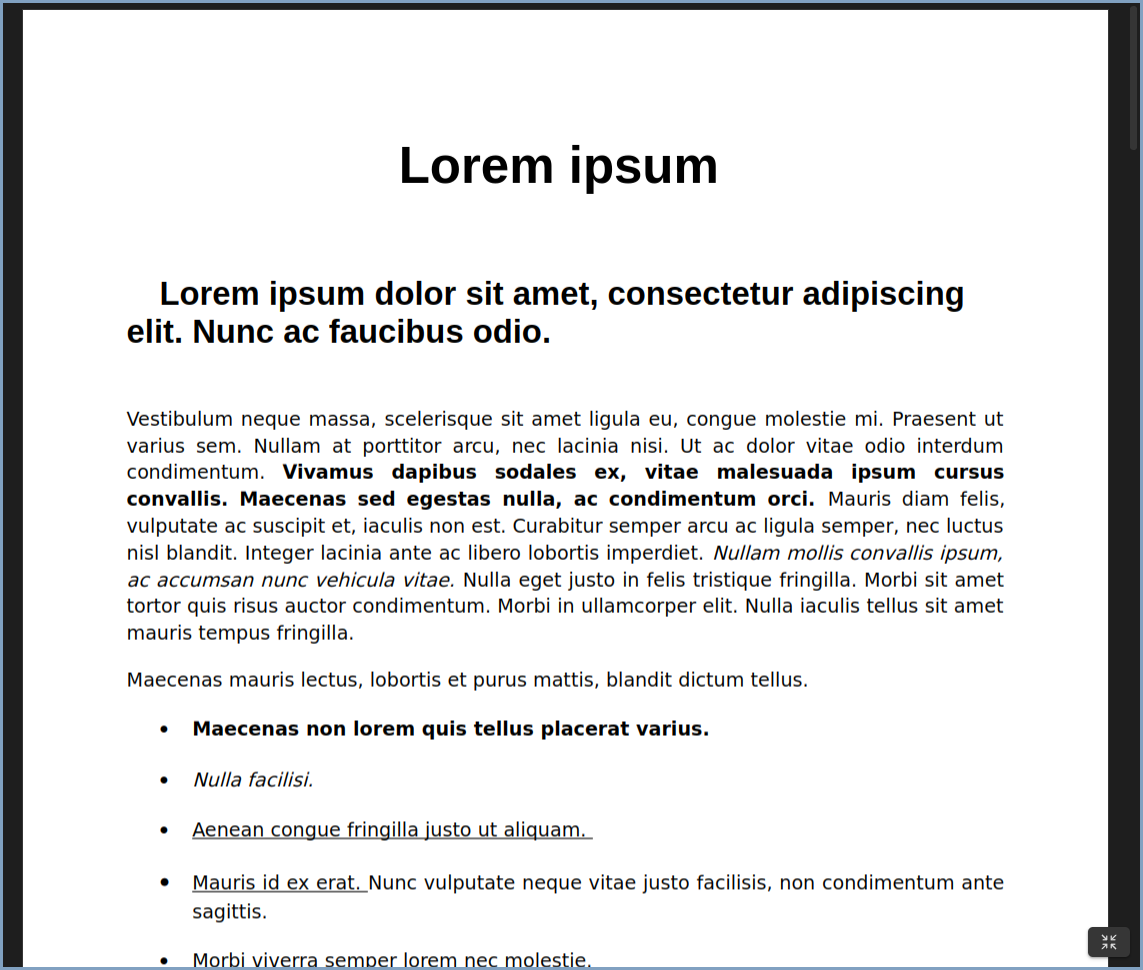 Lorem ipsum
Lorem ipsum dolor sit amet, consectetur adipiscing
elit. Nunc ac faucibus odio.
Vestibulum neque massa, scelerisque sit amet ligula eu, congue molestie mi. Praesent ut
varius sem. Nullam at porttitor arcu, nec lacinia nisi. Ut ac dolor vitae odio interdum
condimentum. Vivamus dapibus sodales ex, vitae malesuada ipsum cursus
convallis. Maecenas sed egestas nulla, ac condimentum orci. Mauris diam felis,
vulputate ac suscipit et, iaculis non est. Curabitur semper arcu ac ligula semper, nec luctus
nisl blandit. Integer lacinia ante ac libero lobortis imperdiet. Nullam mollis convallis ipsum,
ac accumsan nunc vehicula vitae. Nulla eget justo in felis tristique fringilla. Morbi sit amet
tortor quis risus auctor condimentum. Morbi in ullamcorper elit. Nulla iaculis tellus sit amet
mauris tempus fringilla.
Maecenas mauris lectus, lobortis et purus mattis, blandit dictum tellus.
• Maecenas non lorem quis tellus placerat varius.
• Nulla facilisi.
• Aenean congue fringilla justo ut aliquam.
• Mauris id ex erat. Nunc vulputate neque vitae justo facilisis, non condimentum ante
sagittis.
• Morbi viverra semper lorem nec molestie.